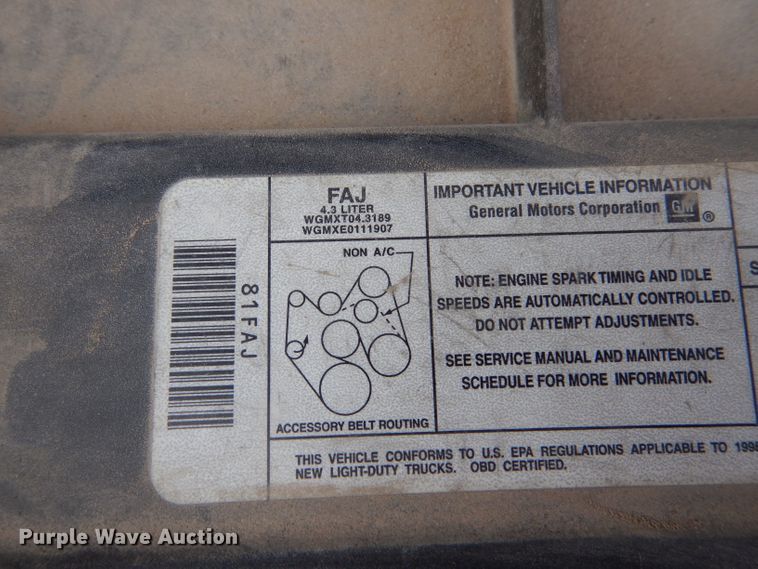 FAJ
4.3 LITER
WGMXT04.3189
WGMXE0111907
NON A/C
ACCESSORY BELT ROUTING
81FAJ
IMPORTANT VEHICLE INFORMATION
General Motors Corporation GM ®
NOTE: ENGINE SPARK TIMING AND IDLE
SPEEDS ARE AUTOMATICALLY CONTROLLED.
DO NOT ATTEMPT ADJUSTMENTS.
SEE SERVICE MANUAL AND MAINTENANCE
SCHEDULE FOR MORE INFORMATION.
THIS VEHICLE CONFORMS TO U.S. EPA REGULATIONS APPLICABLE TO 1998
NEW LIGHT-DUTY TRUCKS. OBD CERTIFIED.
Purple Wave Auction